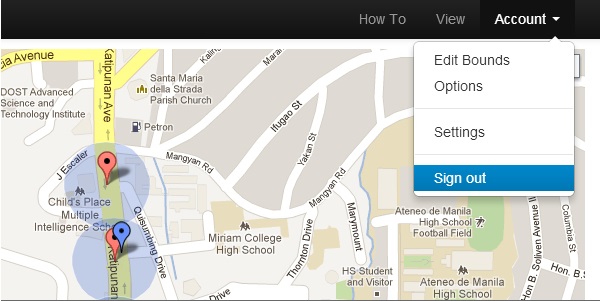 How To
View
Account
Edit Bounds
Options
Settings
Sign out
Avenue
Katipunan Ave
DOST Advanced
Science and
Technology Institute
Santa Maria
della Strada
Parish Church
Petron
J Escaler
Mangyan Rd
Ifugao St
Yakan St
Mangyan Rd
Child's Place
Multiple
Intelligence
Quisumbing Drive
Katipunan
Miriam College
High School
Thornton Drive
Marymount
HS Student
and Visitor
Ateneo de Manila
High School
Football Field
Ateneo de Manila
High School
Hon. B. Soliven Avenue
Columbia St